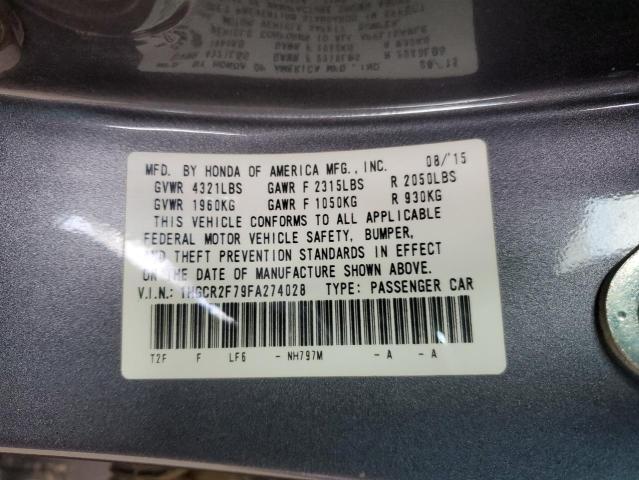 MFD. BY HONDA OF AMERICA MFG., INC. 08/'15
GVWR 4321LBS GAWR F 2315LBS R 2050LBS
GVWR 1960KG GAWR F 1050KG R 930KG
THIS VEHICLE CONFORMS TO ALL APPLICABLE
FEDERAL MOTOR VEHICLE SAFETY, BUMPER,
AND THEFT PREVENTION STANDARDS IN EFFECT
ON THE DATE OF MANUFACTURE SHOWN ABOVE.
V.I.N.: 1HGCR2F79FA274028 TYPE: PASSENGER CAR
T2F F LF6 - NH797M - A - A